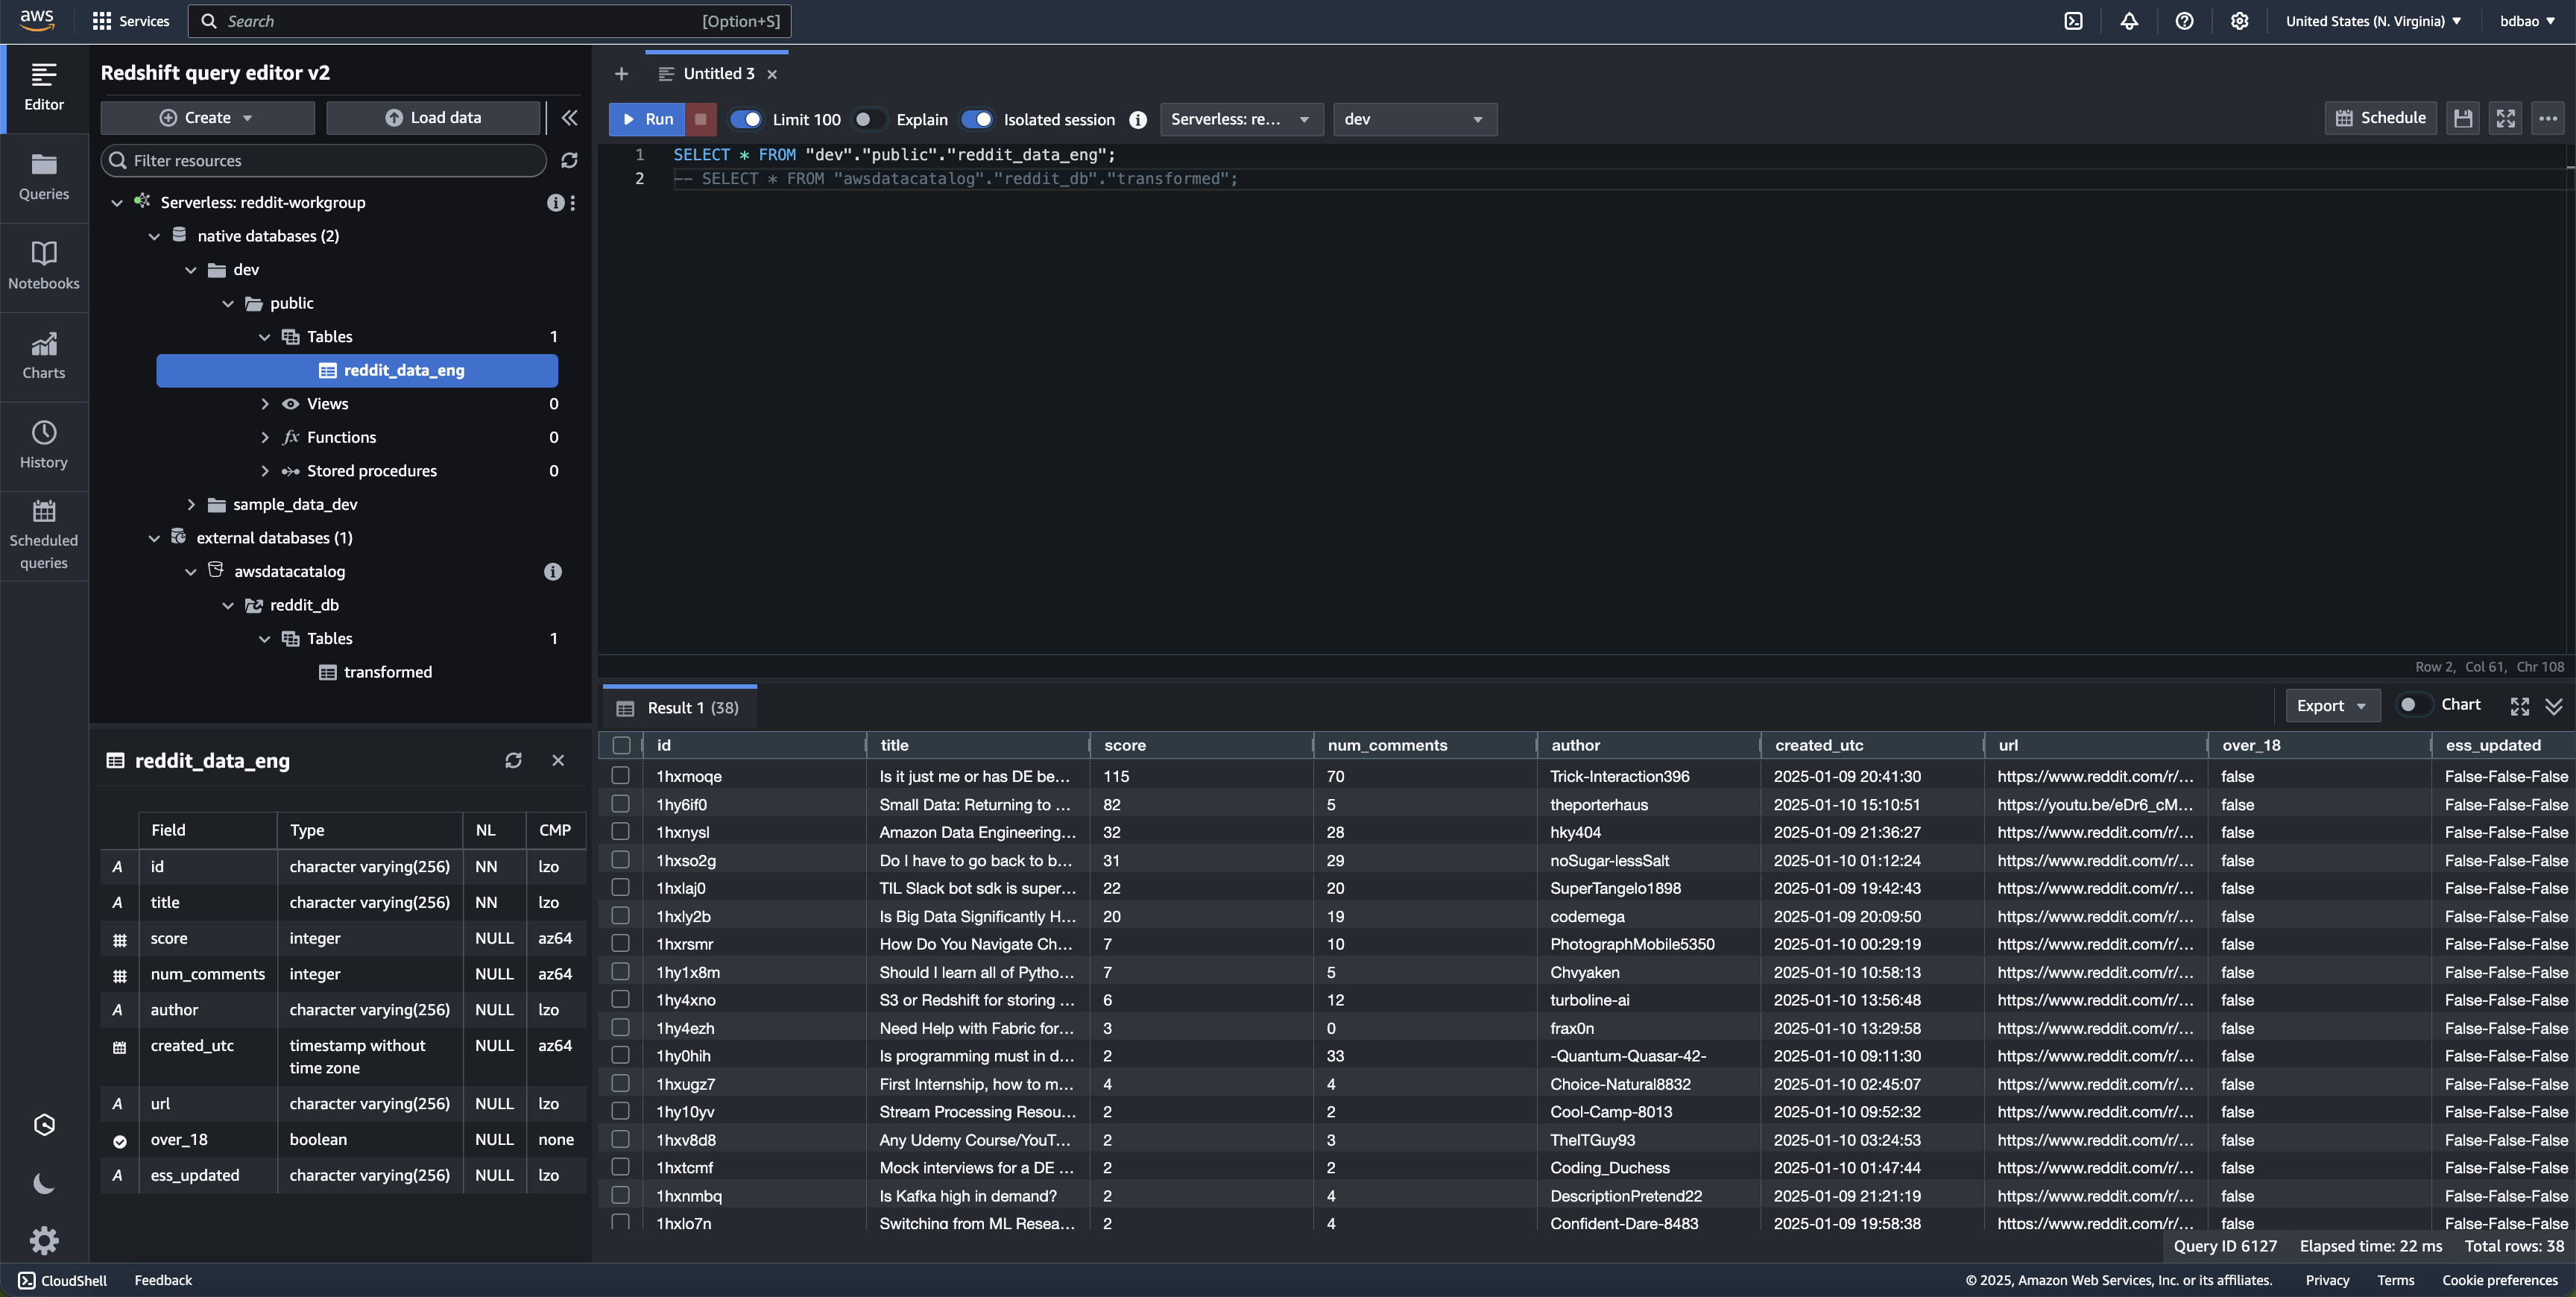 aws
Services
Search
[Option+S]
United States (N. Virginia)
bdbao
Editor
Queries
Notebooks
Charts
History
Scheduled
queries
Redshift query editor v2
Create
Load data
Filter resources
Serverless: reddit-workgroup
native databases (2)
dev
public
Tables 1
reddit_data_eng
Views 0
fx Functions 0
Stored procedures 0
sample_data_dev
external databases (1)
awsdatacatalog
reddit_db
Tables 1
transformed
reddit_data_eng
Field Type NL CMP
A id character varying(256) NN lzo
A title character varying(256) NN lzo
score integer NULL az64
num_comments integer NULL az64
A author character varying(256) NULL lzo
created_utc timestamp without time zone NULL az64
A url character varying(256) NULL lzo
over_18 boolean NULL none
A ess_updated character varying(256) NULL lzo
Untitled 3
Run Limit 100 Explain Isolated session Serverless: re... dev Schedule
1 SELECT * FROM "dev"."public"."reddit_data_eng";
2 -- SELECT * FROM "awsdatacatalog"."reddit_db"."transformed";
Row 2, Col 61, Chr 108
Result 1 (38)
Export
Chart
id title score num_comments author created_utc url over_18 ess_updated
1hxmoqe Is it just me or has DE be... 115 70 Trick-Interaction396 2025-01-09 20:41:30 https://www.reddit.com/r/... false False-False-False
1hy6if0 Small Data: Returning to ... 82 5 theporterhaus 2025-01-10 15:10:51 https://youtu.be/eDr6_cM... false False-False-False
1hxnysl Amazon Data Engineering... 32 28 hky404 2025-01-09 21:36:27 https://www.reddit.com/r/... false False-False-False
1hxso2g Do I have to go back to b... 31 29 noSugar-lessSalt 2025-01-10 01:12:24 https://www.reddit.com/r/... false False-False-False
1hxlaj0 TIL Slack bot sdk is super... 22 20 SuperTangelo1898 2025-01-09 19:42:43 https://www.reddit.com/r/... false False-False-False
1hxly2b Is Big Data Significantly H... 20 19 codemega 2025-01-09 20:09:50 https://www.reddit.com/r/... false False-False-False
1hxrsmr How Do You Navigate Ch... 7 10 PhotographMobile5350 2025-01-10 00:29:19 https://www.reddit.com/r/... false False-False-False
1hy1x8m Should I learn all of Pytho... 7 5 Chvyaken 2025-01-10 10:58:13 https://www.reddit.com/r/... false False-False-False
1hy4xno S3 or Redshift for storing ... 6 12 turboline-ai 2025-01-10 13:56:48 https://www.reddit.com/r/... false False-False-False
1hy4ezh Need Help with Fabric for... 3 0 frax0n 2025-01-10 13:29:58 https://www.reddit.com/r/... false False-False-False
1hy0hih Is programming must in d... 2 33 -Quantum-Quasar-42- 2025-01-10 09:11:30 https://www.reddit.com/r/... false False-False-False
1hxugz7 First Internship, how to m... 4 4 Choice-Natural8832 2025-01-10 02:45:07 https://www.reddit.com/r/... false False-False-False
1hy10yv Stream Processing Resou... 2 2 Cool-Camp-8013 2025-01-10 09:52:32 https://www.reddit.com/r/... false False-False-False
1hxv8d8 Any Udemy Course/YouT... 2 3 TheITGuy93 2025-01-10 03:24:53 https://www.reddit.com/r/... false False-False-False
1hxtcmf Mock interviews for a DE ... 2 2 Coding_Duchess 2025-01-10 01:47:44 https://www.reddit.com/r/... false False-False-False
1hxnmbq Is Kafka high in demand? 2 4 DescriptionPretend22 2025-01-09 21:21:19 https://www.reddit.com/r/... false False-False-False
1hxlo7n Switching from ML Resea... 2 4 Confident-Dare-8483 2025-01-09 19:58:38 https://www.reddit.com/r/... false False-False-False
Query ID 6127 Elapsed time: 22 ms Total rows: 38
CloudShell Feedback
© 2025, Amazon Web Services, Inc. or its affiliates. Privacy Terms Cookie preferences